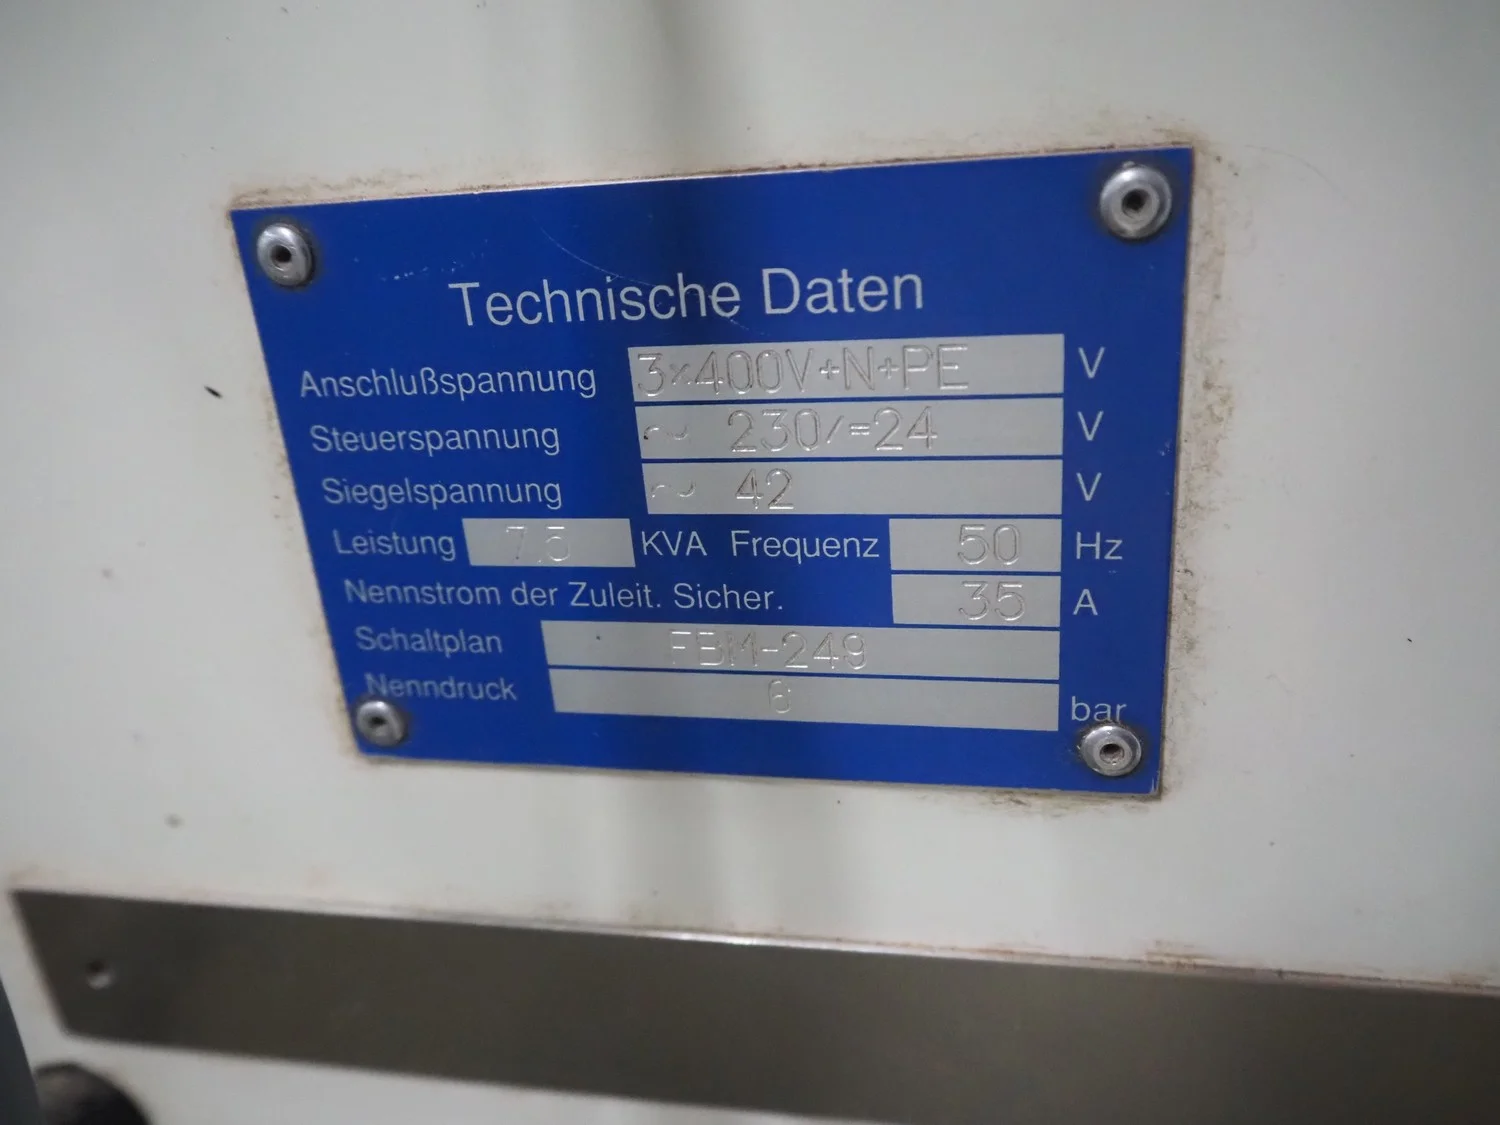 Technische Daten
Anschlußspannung 3x400V+N+PE V
Steuerspannung ~ 230/=24 V
Siegelspannung ~ 42 V
Leistung 7,5 KVA Frequenz 50 Hz
Nennstrom der Zuleit. Sicher. 35 A
Schaltplan FBM-249
Nenndruck 6 bar